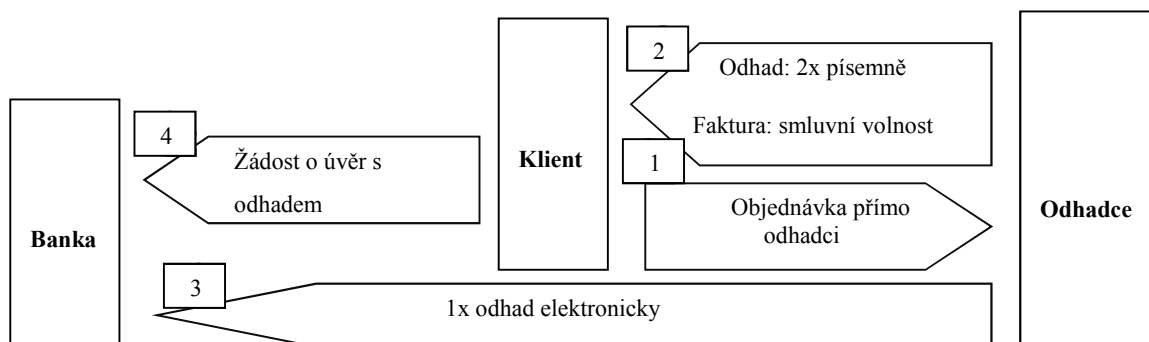 2
Odhad: 2x písemně
Faktura: smluvní volnost
4
Žádost o úvěr s
odhadem
Klient
1
Objednávka přímo
odhadci
Odhadce
Banka
3
1x odhad elektronicky